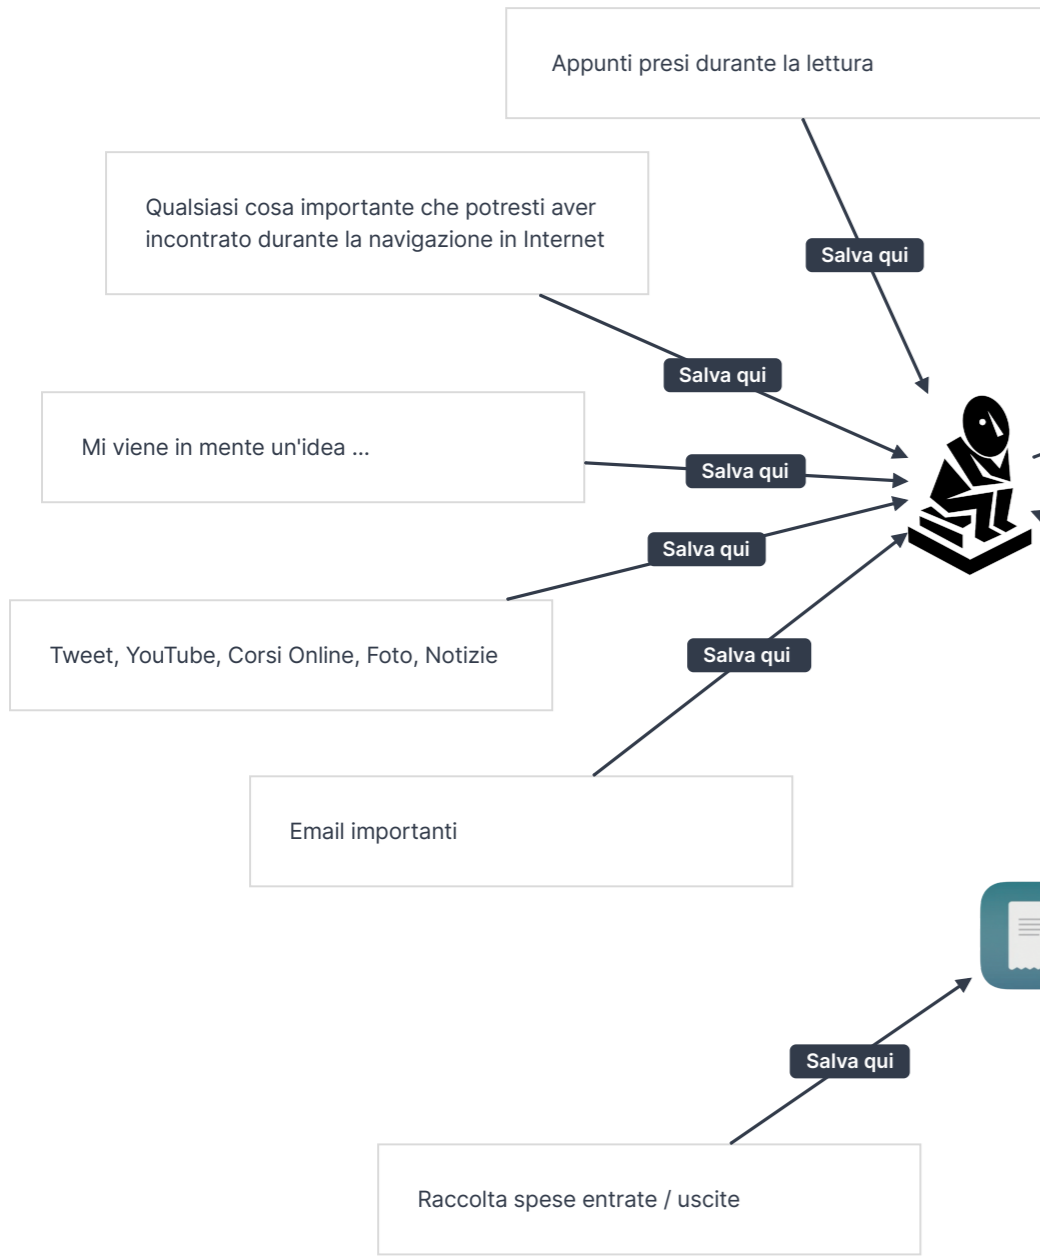 Appunti presi durante la lettura
Qualsiasi cosa importante che potresti aver
incontrato durante la navigazione in Internet
Salva qui
Salva qui
Mi viene in mente un'idea ...
Salva qui
Salva qui
Tweet, YouTube, Corsi Online, Foto, Notizie
Salva qui
Email importanti
Salva qui
Raccolta spese entrate / uscite